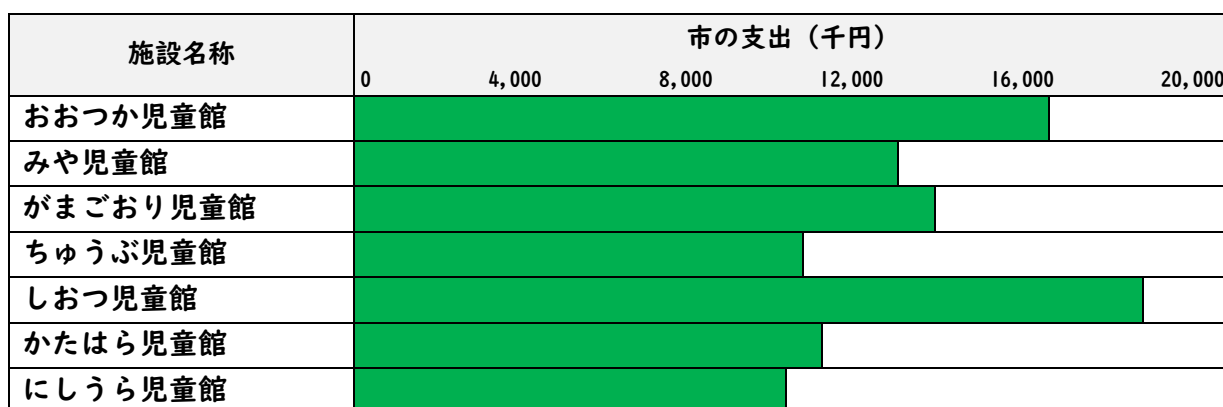 施設名称
市の支出（千円）
0 4,000 8,000 12,000 16,000 20,000
おおつか児童館
みや児童館
がまごおり児童館
ちゅうぶ児童館
しおつ児童館
かたはら児童館
にしうら児童館